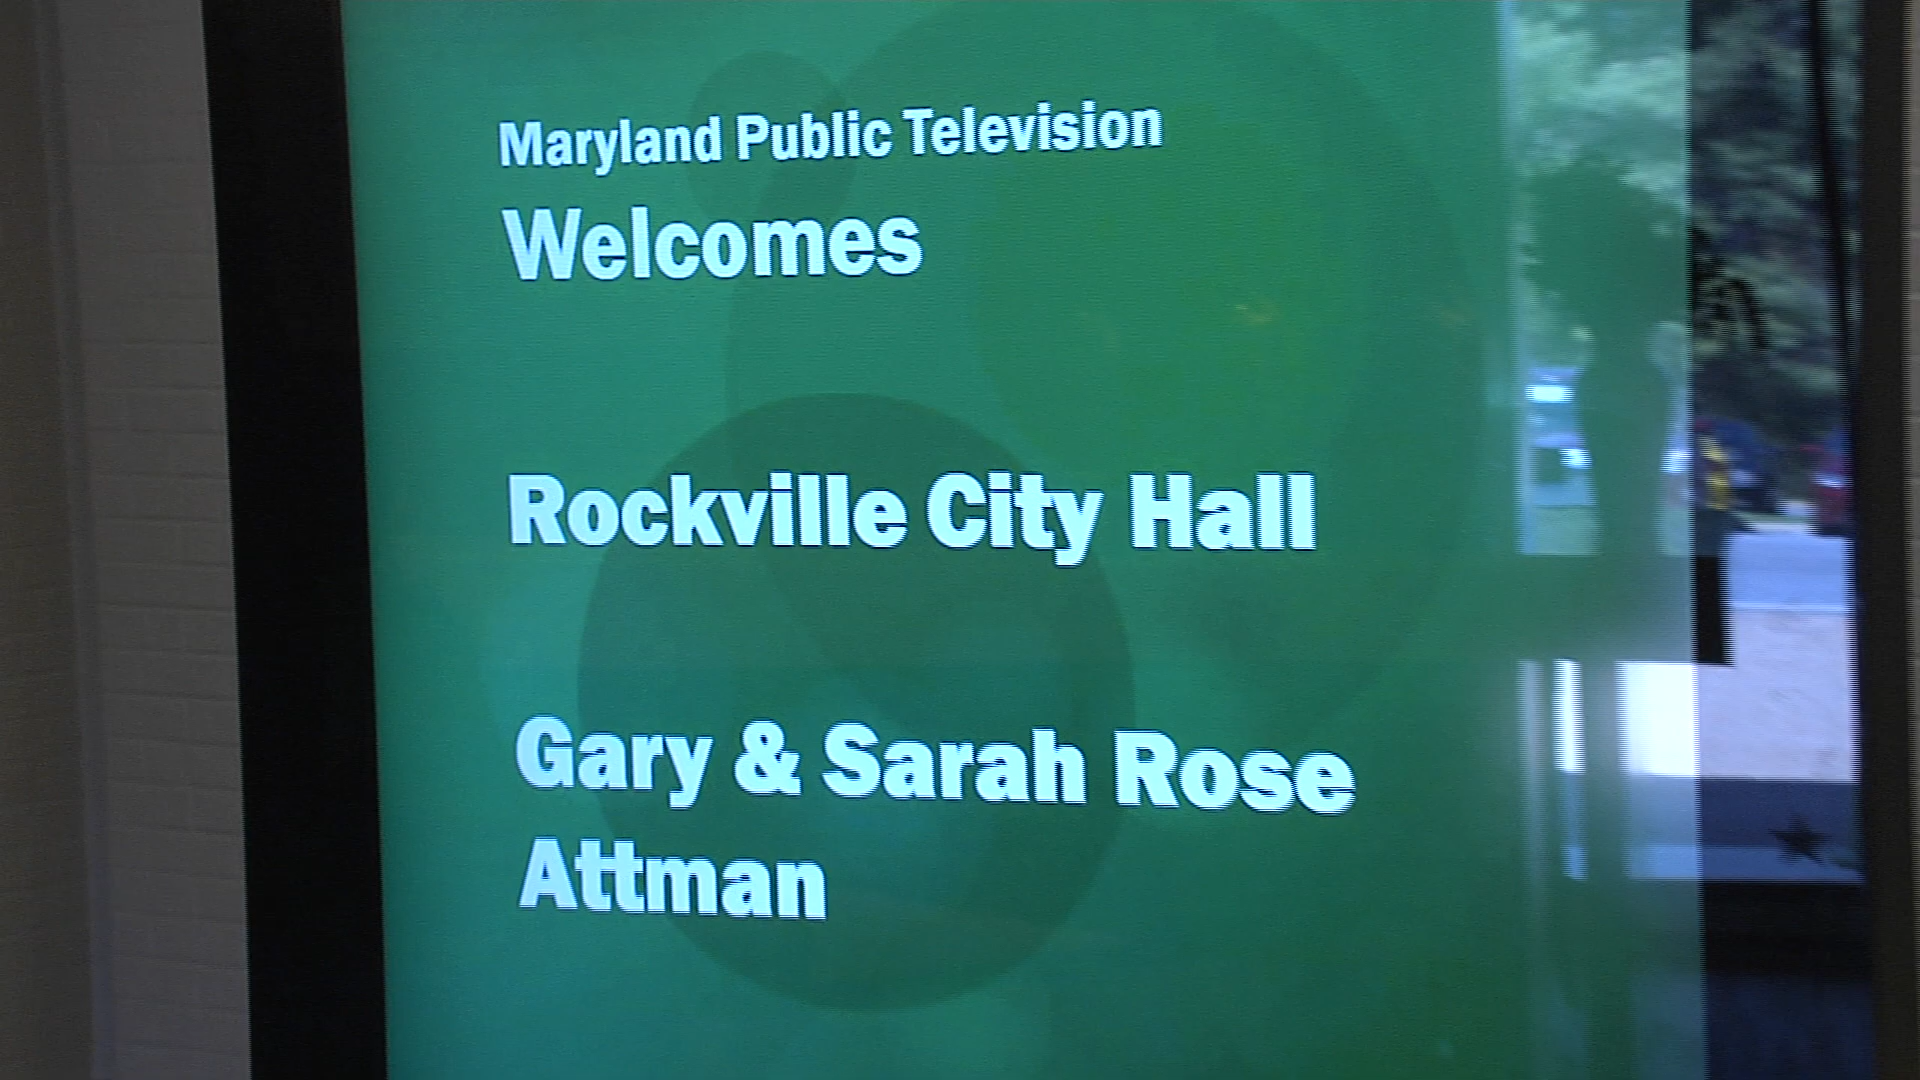 Maryland Public Television
Welcomes
Rockville City Hall
Gary & Sarah Rose
Attman